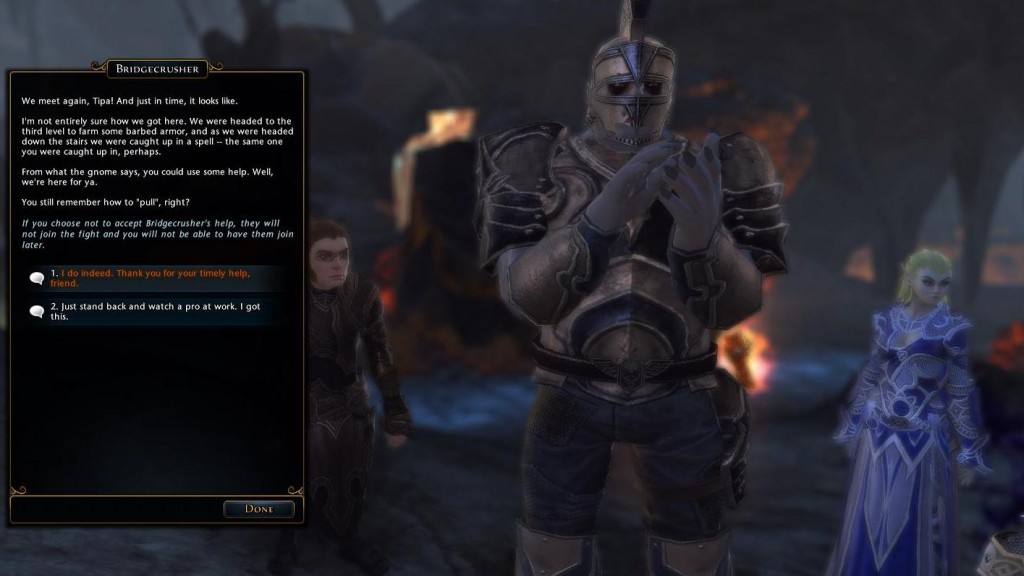 BRIDGECRUSHER
We meet again, Tipa! And just in time, it looks like.
I'm not entirely sure how we got here. We were headed to the
third level to farm some barbed armor, and as we were headed
down the stairs we were caught up in a spell -- the same one
you were caught up in, perhaps.
From what the gnome says, you could use some help. Well,
we're here for ya.
You still remember how to "pull", right?
If you choose not to accept Bridgecrusher's help, they will
not join the fight and you will not be able to have them join
later.
1. I do indeed. Thank you for your timely help,
friend.
2. Just stand back and watch a pro at work. I got
this.
DONE